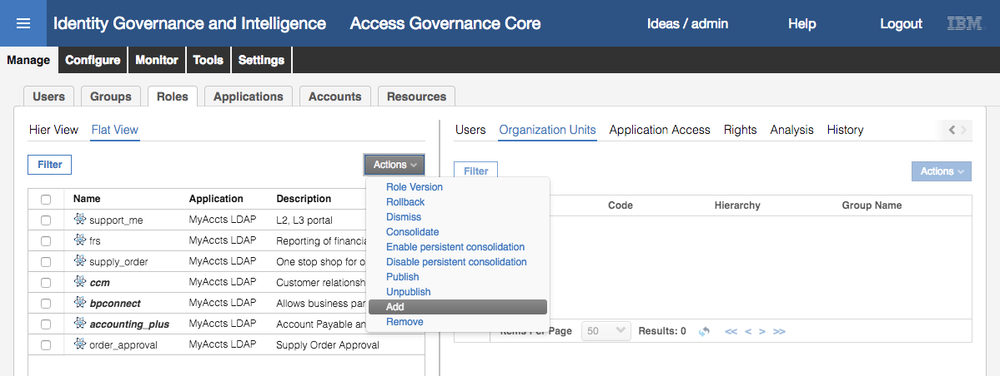 Identity Governance and Intelligence Access Governance Core Ideas / admin Help Logout IBM
Manage Configure Monitor Tools Settings
Users Groups Roles Applications Accounts Resources
Hier View Flat View
Users Organization Units Application Access Rights Analysis History
Filter Actions
Filter Actions
Role Version
Rollback
Dismiss
Consolidate
Enable persistent consolidation
Disable persistent consolidation
Publish
Unpublish
Add
Remove
Name Application Description
support_me MyAccts LDAP L2, L3 portal
frs MyAccts LDAP Reporting of financia
supply_order MyAccts LDAP One stop shop for o
ccm MyAccts LDAP Customer relationsh
bpconnect MyAccts LDAP Allows business par
accounting_plus MyAccts LDAP Account Payable an
order_approval MyAccts LDAP Supply Order Approval
Code Hierarchy Group Name
Items Per Page 50 Results: 0 << < > >>